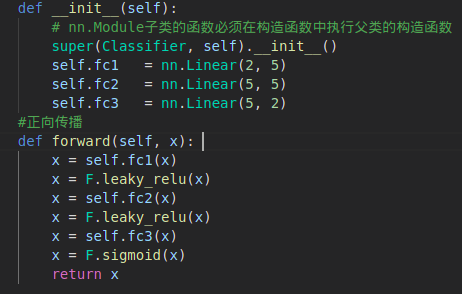 def __init__(self):
    # nn.Module子类的函数必须在构造函数中执行父类的构造函数
    super(Classifier, self).__init__()
    self.fc1   = nn.Linear(2, 5)
    self.fc2   = nn.Linear(5, 5)
    self.fc3   = nn.Linear(5, 2)
#正向传播
def forward(self, x):
    x = self.fc1(x)
    x = F.leaky_relu(x)
    x = self.fc2(x)
    x = F.leaky_relu(x)
    x = self.fc3(x)
    x = F.sigmoid(x)
    return x